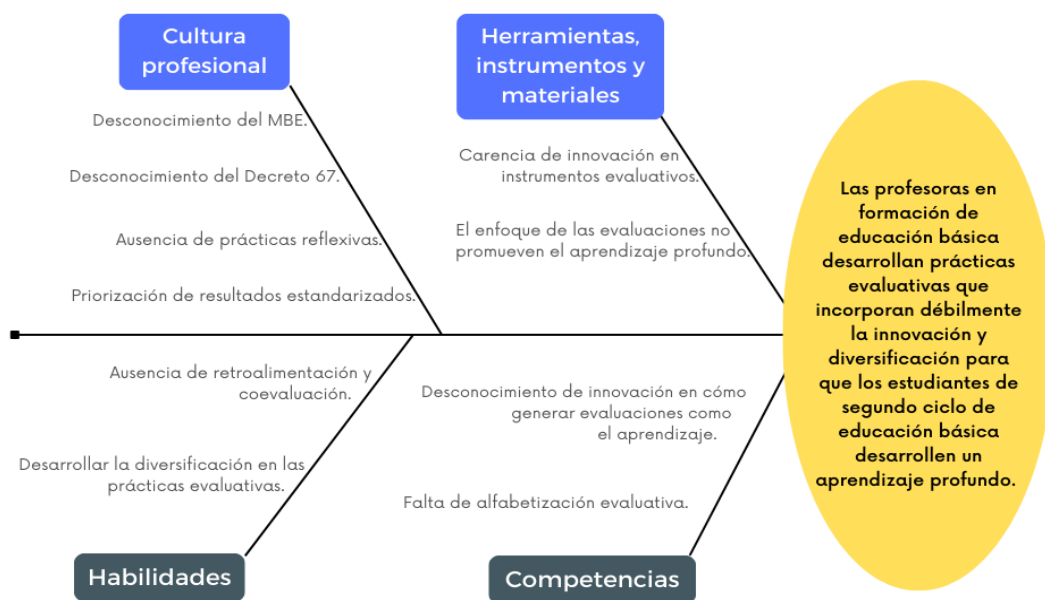 Cultura
profesional
Desconocimiento del MBE.
Desconocimiento del Decreto 67.
Ausencia de prácticas reflexivas.
Priorización de resultados estandarizados.
Herramientas,
instrumentos y
materiales
Carencia de innovación en
instrumentos evaluativos.
El enfoque de las evaluaciones no
promueven el aprendizaje profundo.
Ausencia de retroalimentación y
coevaluación.
Desarrollar la diversificación en las
prácticas evaluativas.
Habilidades
Desconocimiento de innovación en cómo
generar evaluaciones como
el aprendizaje.
Falta de alfabetización evaluativa.
Competencias
Las profesoras en
formación de
educación básica
desarrollan prácticas
evaluativas que
incorporan débilmente
la innovación y
diversificación para
que los estudiantes de
segundo ciclo de
educación básica
desarrollen un
aprendizaje profundo.